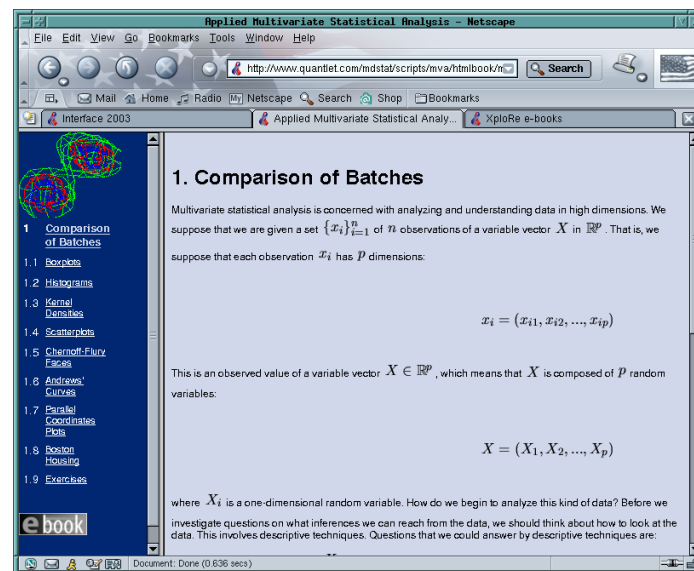 Applied Multivariate Statistical Analysis - Netscape
File Edit View Go Bookmarks Tools Window Help
http://www.quantlet.com/mdstat/scripts/mva/htmlbook/m Search
Mail Home Radio My Netscape Search Shop Bookmarks
Interface 2003 Applied Multivariate Statistical Analy... XploRe e-books
1 Comparison
of Batches
1.1 Boxplots
1.2 Histograms
1.3 Kernel
Densities
1.4 Scatterplots
1.5 Chernoff-Flury
Faces
1.6 Andrews'
Curves
1.7 Parallel
Coordinates
Plots
1.8 Boston
Housing
1.9 Exercises
ebook
1. Comparison of Batches
Multivariate statistical analysis is concerned with analyzing and understanding data in high dimensions. We
suppose that we are given a set {x_i}_{i=1}^n of n observations of a variable vector X in ℝ^p . That is, we
suppose that each observation x_i has p dimensions:
x_i = (x_{i1}, x_{i2}, ..., x_{ip})
This is an observed value of a variable vector X ∈ ℝ^p , which means that X is composed of p random
variables:
X = (X_1, X_2, ..., X_p)
where X_i is a one-dimensional random variable. How do we begin to analyze this kind of data? Before we
investigate questions on what inferences we can reach from the data, we should think about how to look at the
data. This involves descriptive techniques. Questions that we could answer by descriptive techniques are:
Document: Done (0.636 secs)